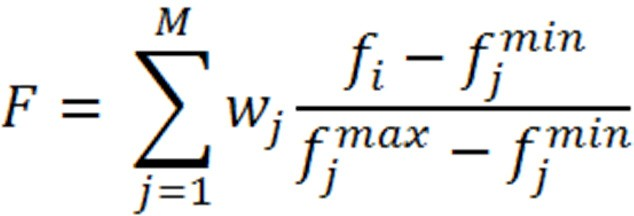 F = \sum_{j=1}^{M} w_j \frac{f_i - f_j^{min}}{f_j^{max} - f_j^{min}}